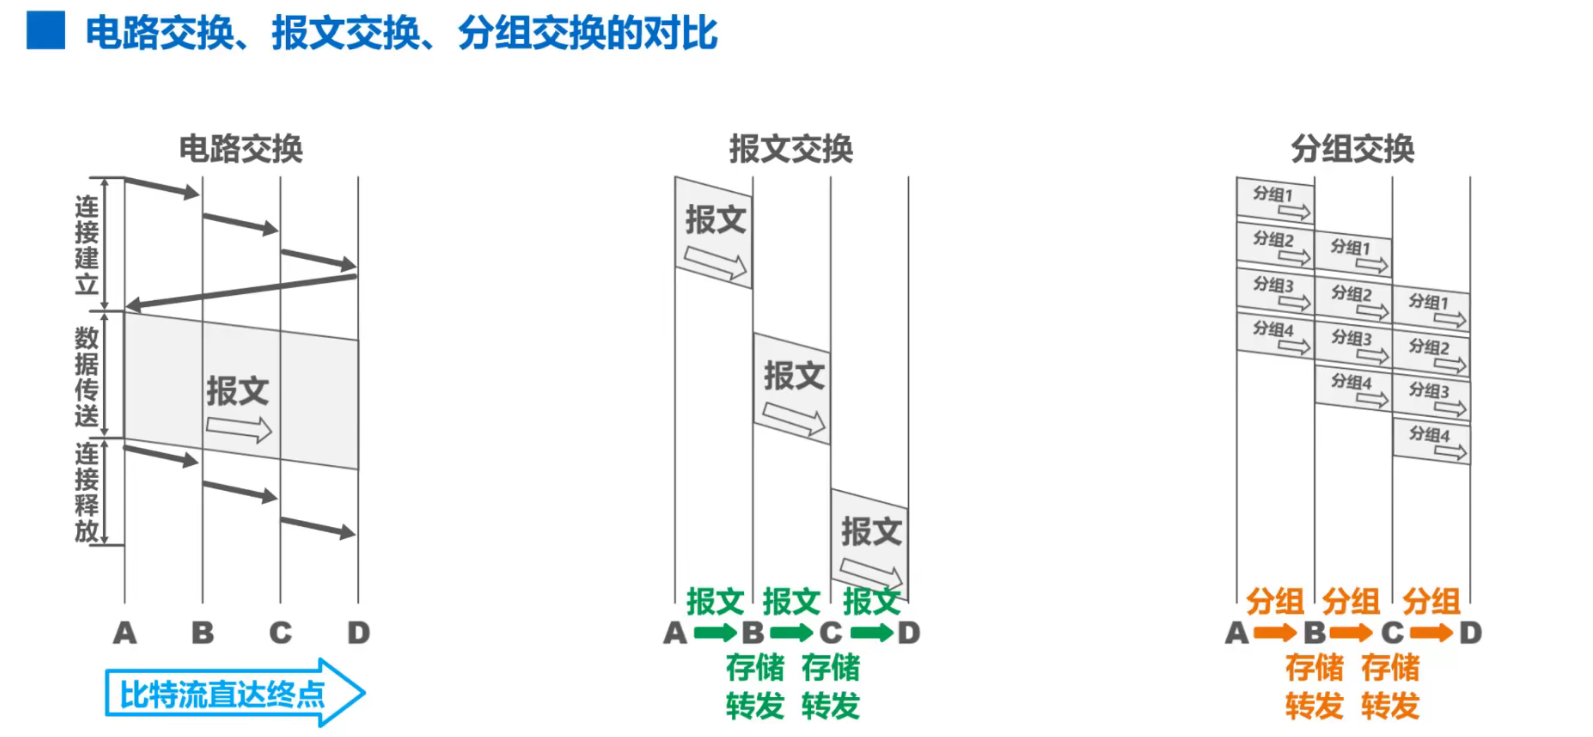 电路交换、报文交换、分组交换的对比
电路交换
连接建立
数据传送
连接释放
报文
A B C D
比特流直达终点
报文交换
报文
报文
报文
报文 报文 报文
A B C D
存储 存储
转发 转发
分组交换
分组1
分组2 分组1
分组3 分组2 分组1
分组4 分组3 分组2
分组4 分组3
分组4
分组 分组 分组
A B C D
存储 存储
转发 转发